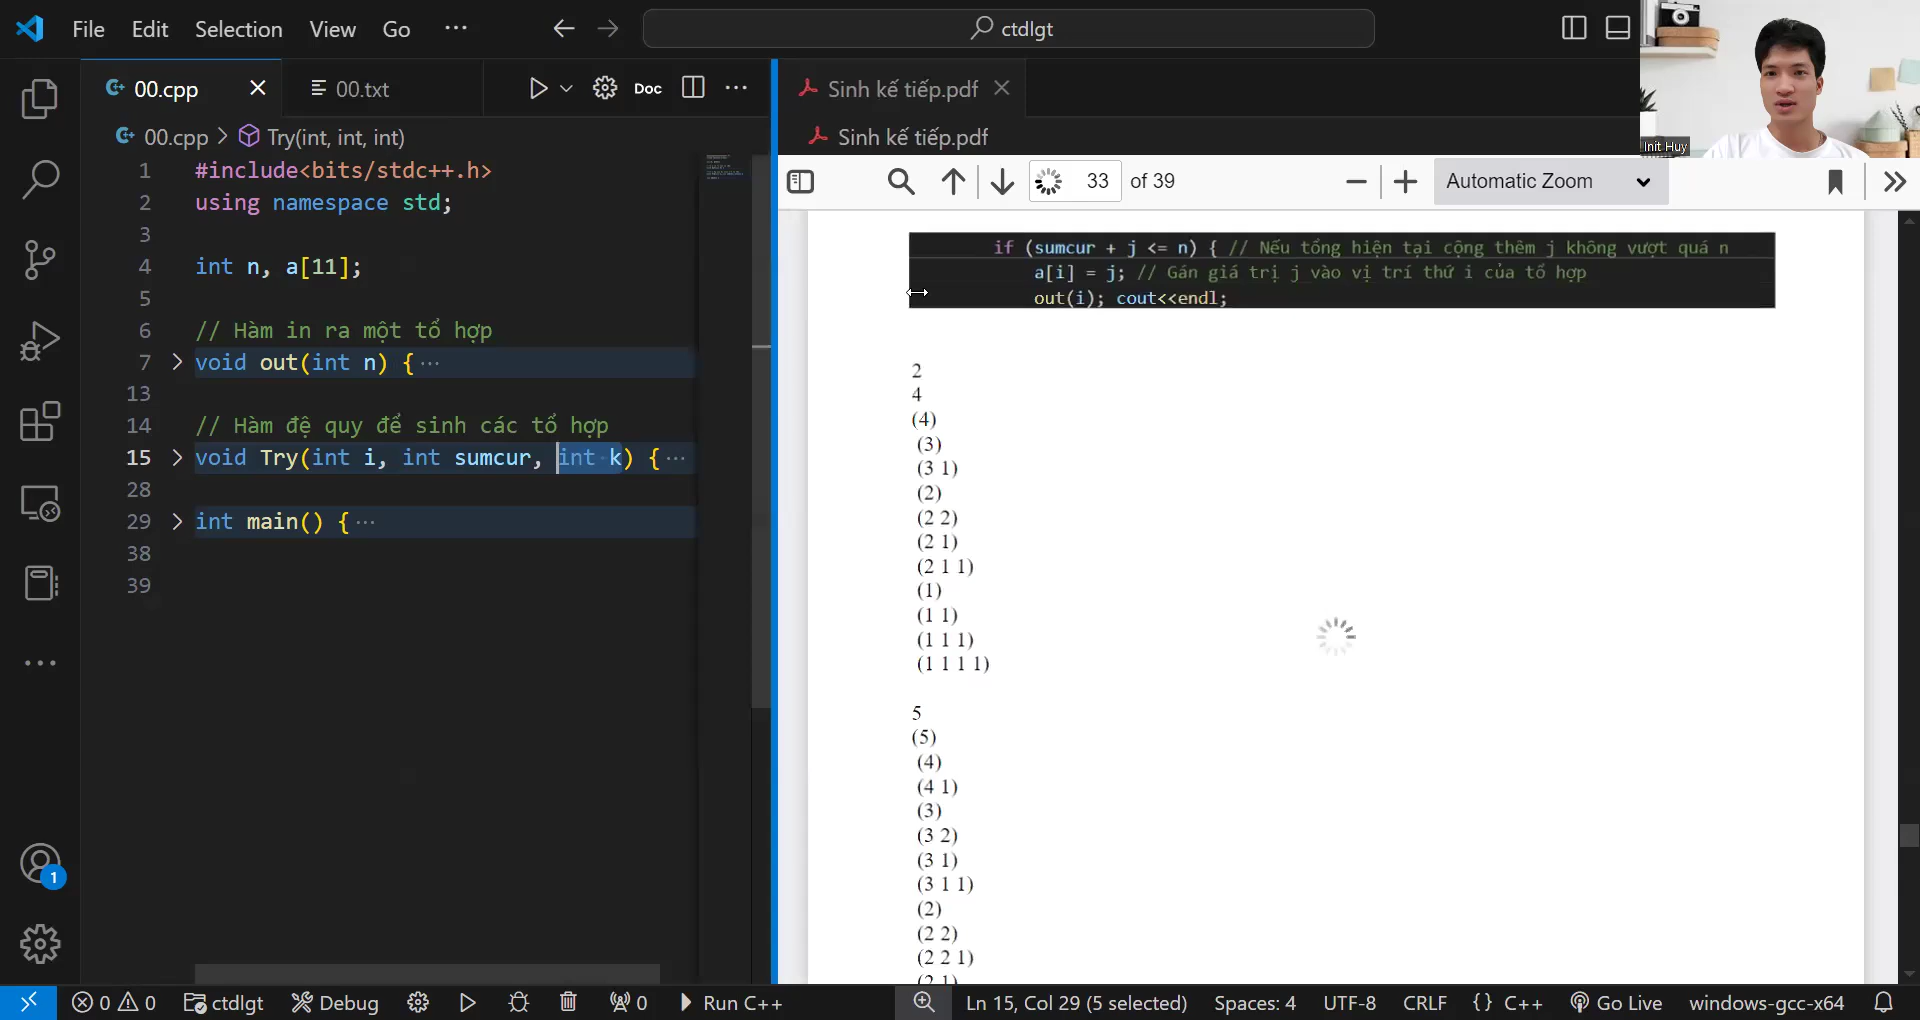 File Edit Selection View Go ··· ctdlgt
00.cpp 00.txt Doc ···
00.cpp > Try(int, int, int)
1 #include<bits/stdc++.h>
2 using namespace std;
3
4 int n, a[11];
5
6 // Hàm in ra một tổ hợp
7 void out(int n) { ···
13
14 // Hàm đệ quy để sinh các tổ hợp
15 void Try(int i, int sumcur, int k) { ···
28
29 int main() { ···
38
39
1
Sinh kế tiếp.pdf
Sinh kế tiếp.pdf
33 of 39 Automatic Zoom
Init Huy
if (sumcur + j <= n) { // Nếu tổng hiện tại cộng thêm j không vượt quá n
a[i] = j; // Gán giá trị j vào vị trí thứ i của tổ hợp
out(i); cout<<endl;
2
4
(4)
(3)
(3 1)
(2)
(2 2)
(2 1)
(2 1 1)
(1)
(1 1)
(1 1 1)
(1 1 1 1)
5
(5)
(4)
(4 1)
(3)
(3 2)
(3 1)
(3 1 1)
(2)
(2 2)
(2 2 1)
(2 1)
0 0 ctdlgt Debug 0 Run C++ Ln 15, Col 29 (5 selected) Spaces: 4 UTF-8 CRLF {} C++ Go Live windows-gcc-x64